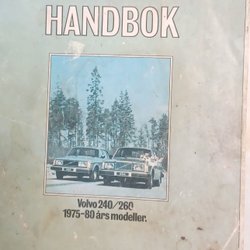 HANDBOK
Volvo 240/260
1975-80 års modeller.